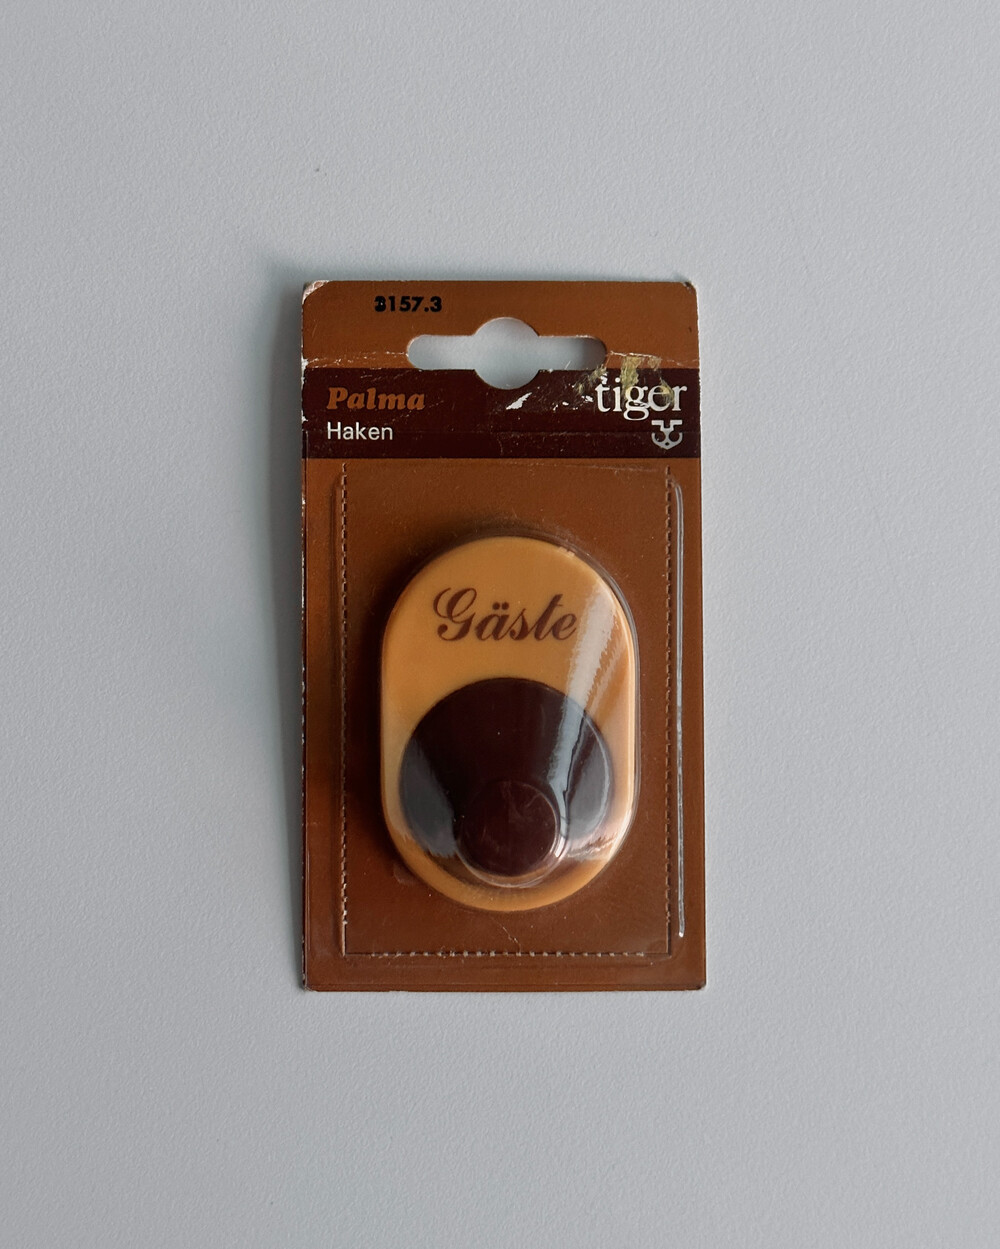 3157.3
Palma
Haken
tiger
Gäste